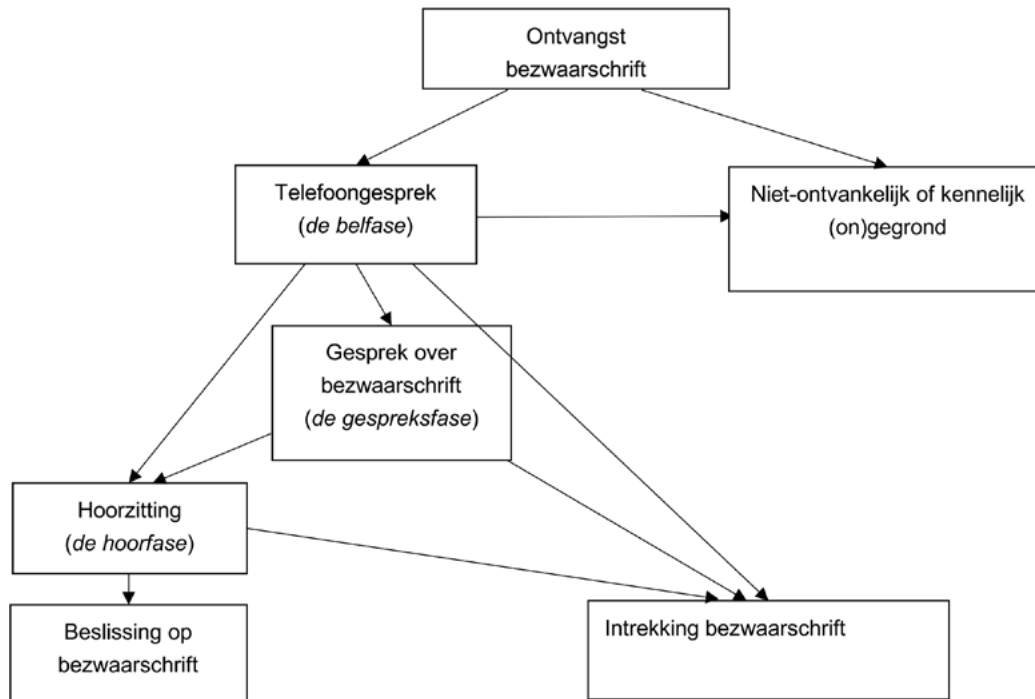 Ontvangst
bezwaarschrift
Telefoongesprek
(de belfase)
Niet-ontvankelijk of kennelijk
(on)gegrond
Gesprek over
bezwaarschrift
(de gespreksfase)
Hoorzitting
(de hoorfase)
Beslissing op
bezwaarschrift
Intrekking bezwaarschrift